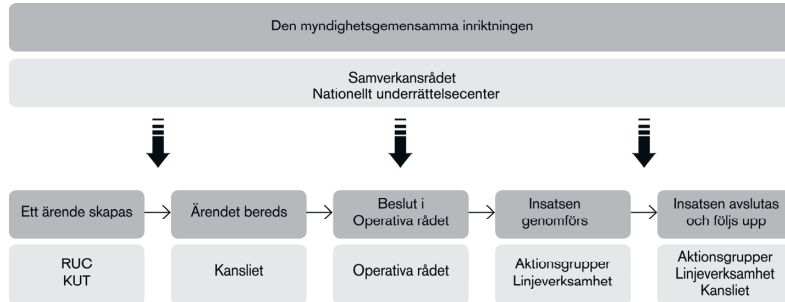 Den myndighetsgemensamma inriktningen
Samverkansrådet
Nationellt underrättelsecenter
Ett ärende skapas
Ärendet bereds
Beslut i
Operativa rådet
Insatsen
genomförs
Insatsen avslutas
och följs upp
RUC
KUT
Kansliet
Operativa rådet
Aktionsgrupper
Linjeverksamhet
Aktionsgrupper
Linjeverksamhet
Kansliet